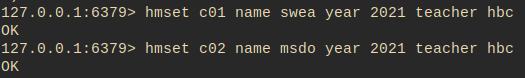 127.0.0.1:6379> hmset c01 name swea year 2021 teacher hbc
OK
127.0.0.1:6379> hmset c02 name msdo year 2021 teacher hbc
OK